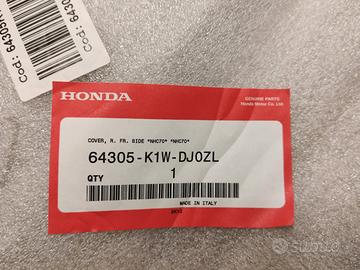 Cod: 64305
HONDA
GENUINE PARTS
Honda Motor Co., Ltd.
COVER, R. FR. SIDE *NHC70* *NHC70*
64305-K1W-DJ0ZL
QTY 1
MADE IN ITALY
subito